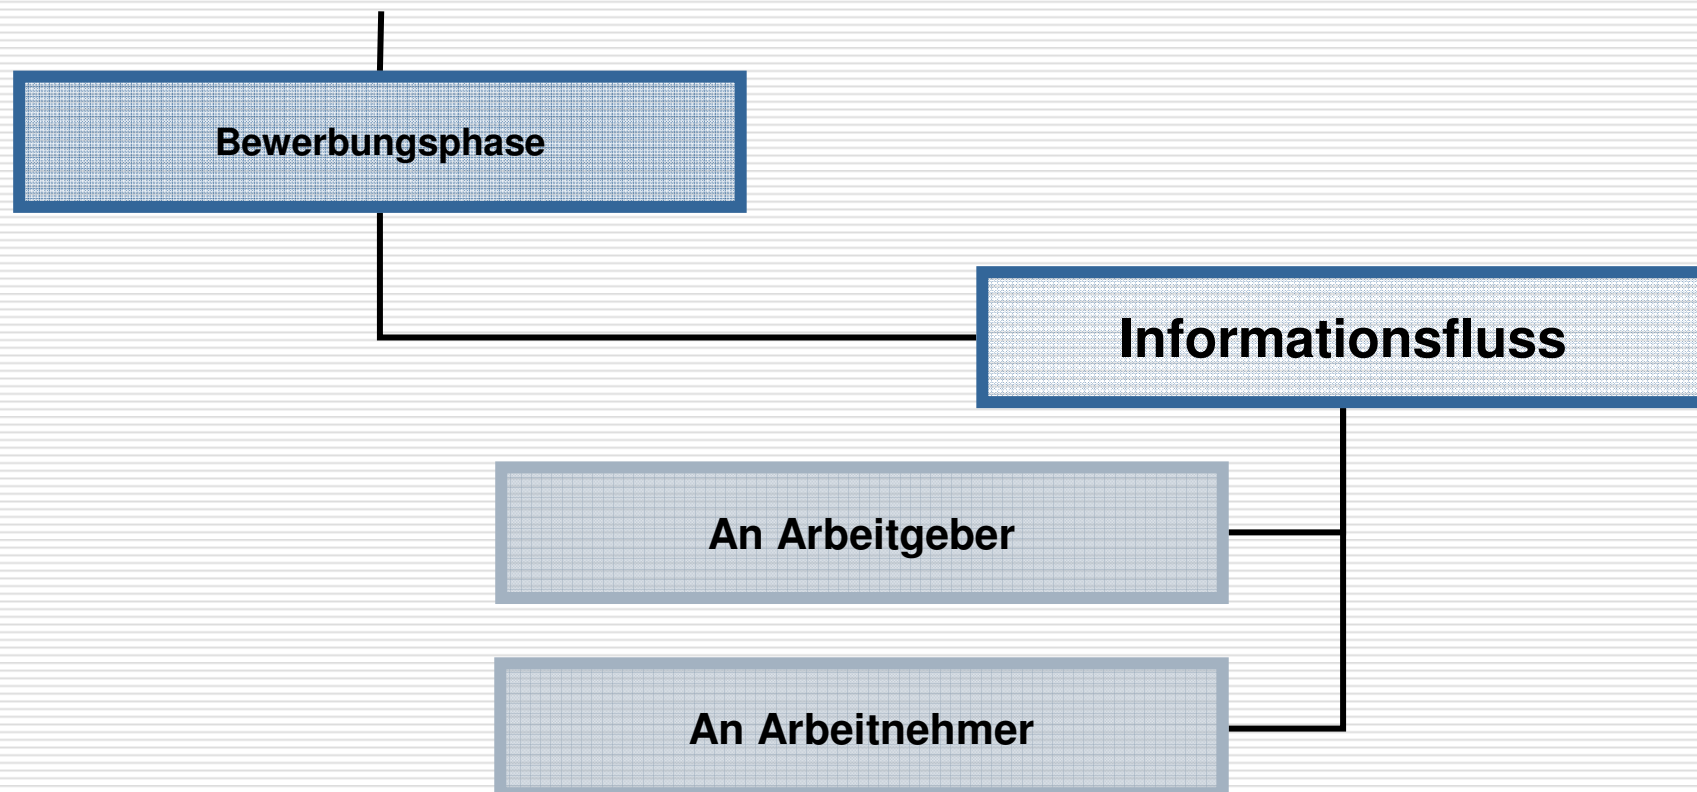 Bewerbungsphase
Informationsfluss
An Arbeitgeber
An Arbeitnehmer